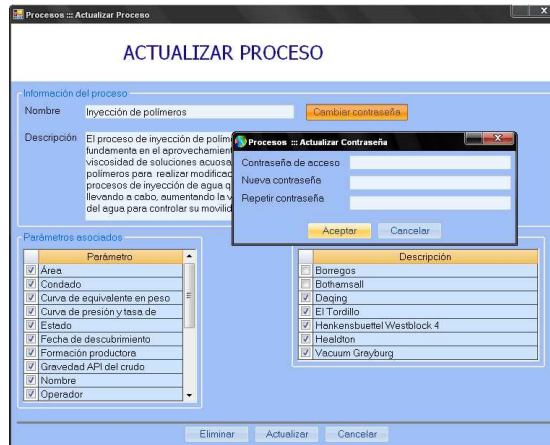 Procesos ::: Actualizar Proceso
ACTUALIZAR PROCESO
Información del proceso
Nombre Inyección de polímeros Cambiar contraseña
Descripción El proceso de inyección de
fundamenta en el
viscosidad de soluciones
polímeros para realizar
procesos de inyección de agua
llevando a cabo, aumentando la
del agua para controlar su
Procesos ::: Actualizar Contraseña
Contraseña de acceso
Nueva contraseña
Repetir contraseña
Aceptar Cancelar
Parámetros asociados
Parámetro
Área
Condado
Curva de equivalente en peso
Curva de presión y tasa de
Estado
Fecha de descubrimiento
Formación productora
Gravedad API del crudo
Nombre
Operador
Descripción
Borregos
Bothamsall
Daqing
El Tordillo
Hankensbuettel Westblock 4
Healdton
Vacuum Grayburg
Eliminar Actualizar Cancelar